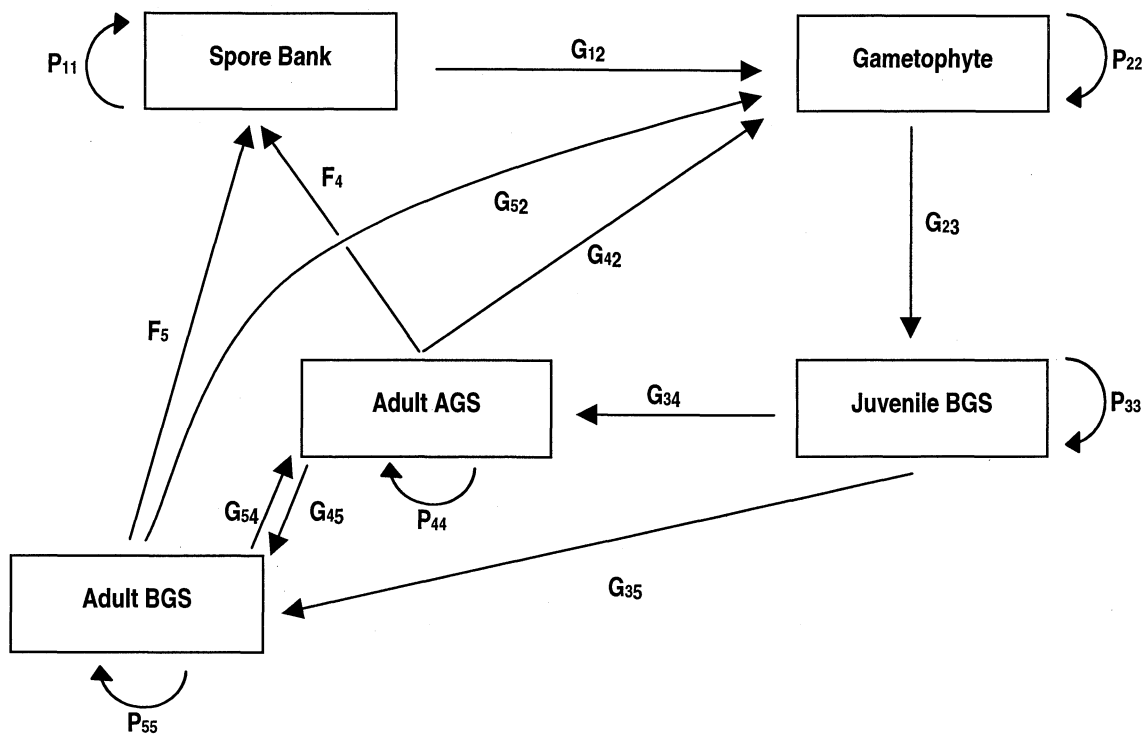 Spore Bank
Gametophyte
P11
G12
P22
F4
G52
G42
G23
F5
Adult AGS
G34
Juvenile BGS
P33
G54
G45
P44
Adult BGS
G35
P55